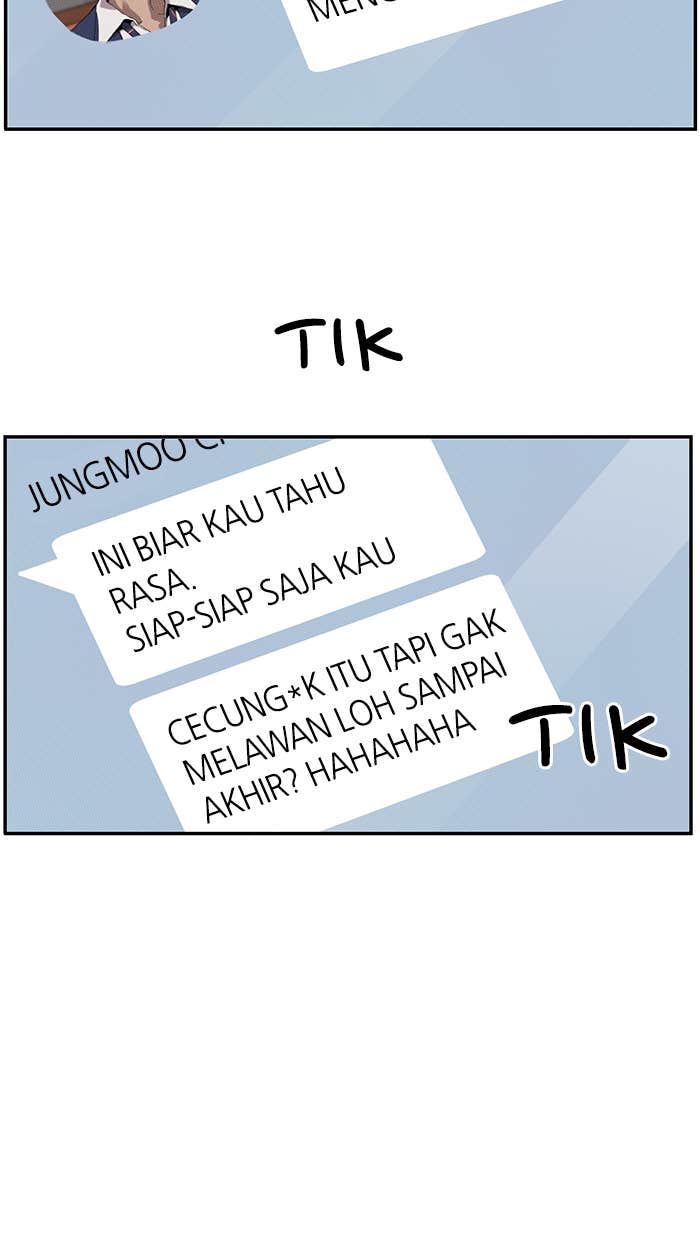 TIK
JUNGMOO
INI BIAR KAU TAHU
RASA.
SIAP-SIAP SAJA KAU
CECUNG*K ITU TAPI GAK
MELAWAN LOH SAMPAI
AKHIR? HAHAHAHA
TIK